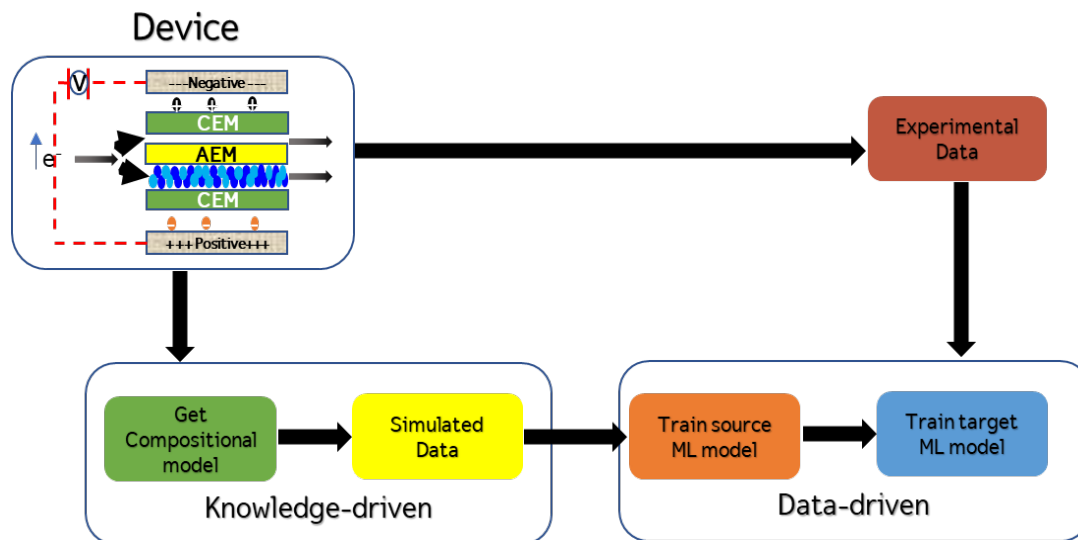 Device
V
---Negative ---
CEM
e-
AEM
CEM
+++ Positive+++
Experimental
Data
Get
Compositional
model
Simulated
Data
Train source
ML model
Train target
ML model
Knowledge-driven
Data-driven